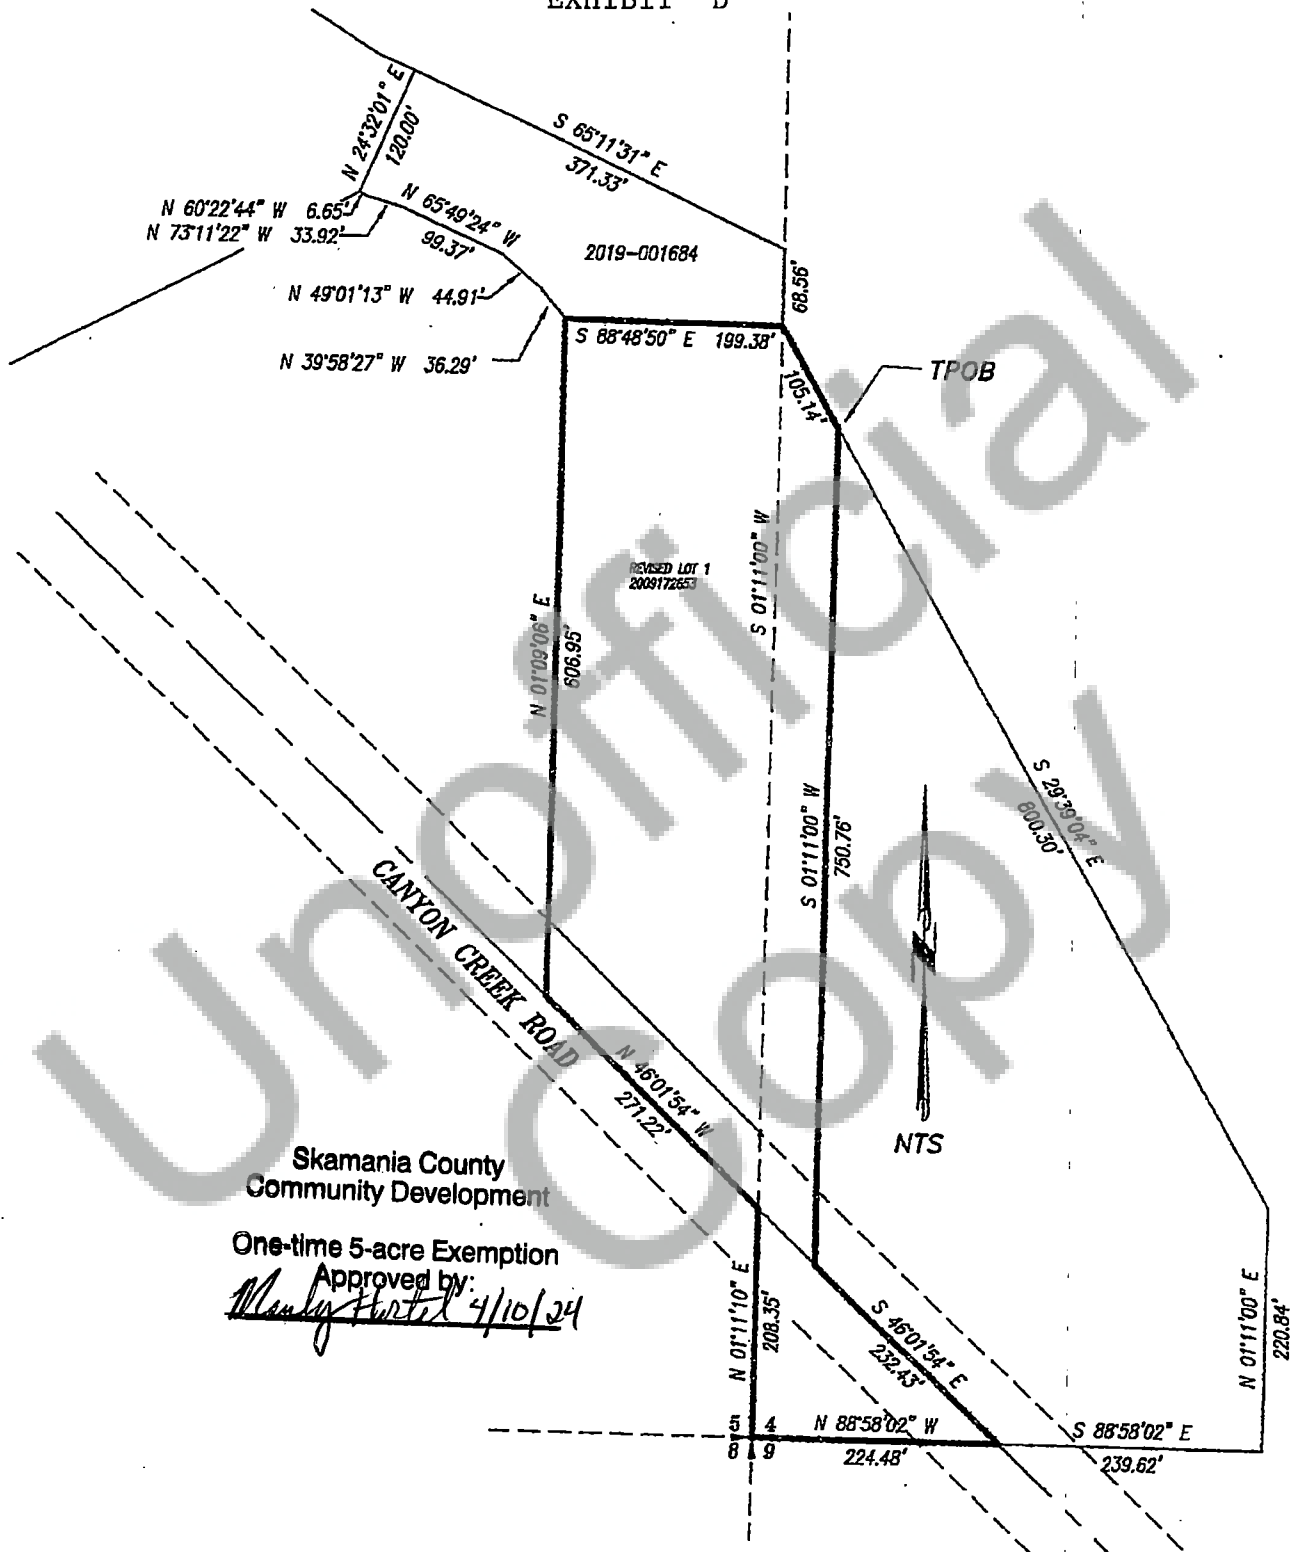 EXHIBIT "B"
N 24°32'01" E
120.00'
S 65°11'31" E
371.33'
N 60°22'44" W 6.65'
N 73°11'22" W 33.92'
N 65°49'24" W
99.37'
2019-001684
N 49°01'13" W 44.91'
68.56'
S 88°48'50" E 199.38'
N 39°58'27" W 36.29'
105.14'
TPOB
S 01°11'00" W
REVISED LOT 1
2009172653
N 01°09'06" E
606.95'
S 01°11'00" W
750.76'
S 29°39'04" E
800.30'
CANYON CREEK ROAD
N 46°01'54" W
271.22'
NTS
Skamania County
Community Development
One-time 5-acre Exemption
Approved by:
4/10/24
N 01°11'10" E
208.35'
S 46°01'54" E
232.43'
N 01°11'00" E
220.84'
5 4
8 9
N 88°58'02" W
224.48'
S 88°58'02" E
239.62'
Unofficial
Copy